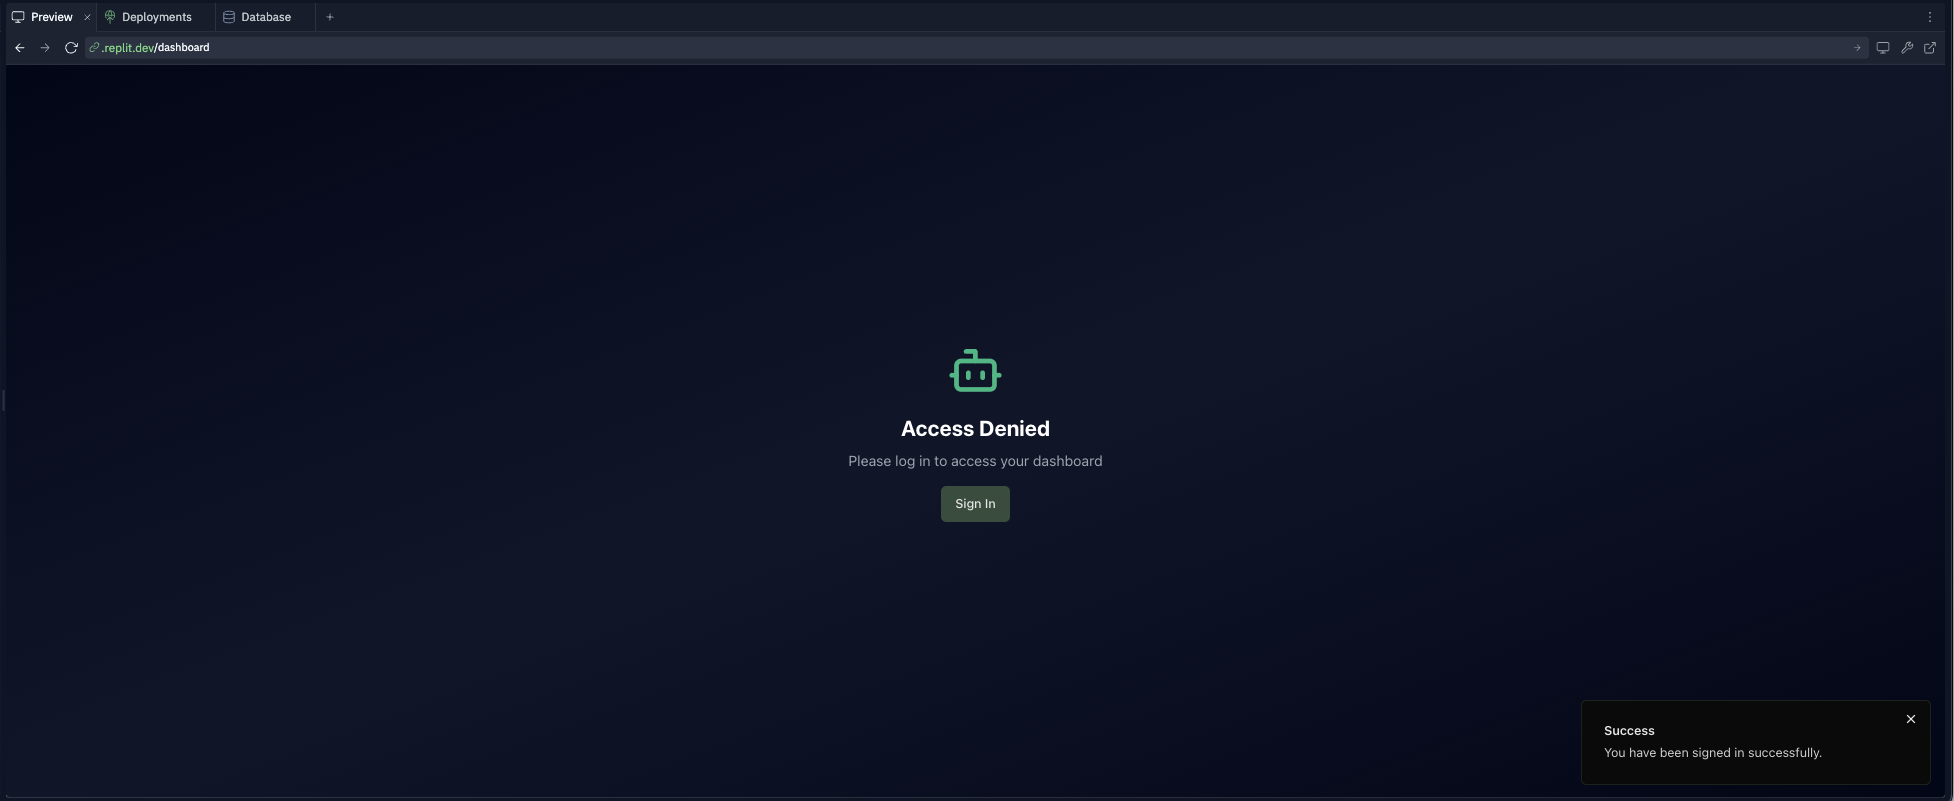 Preview
Deployments
Database
.replit.dev/dashboard
Access Denied
Please log in to access your dashboard
Sign In
Success
You have been signed in successfully.